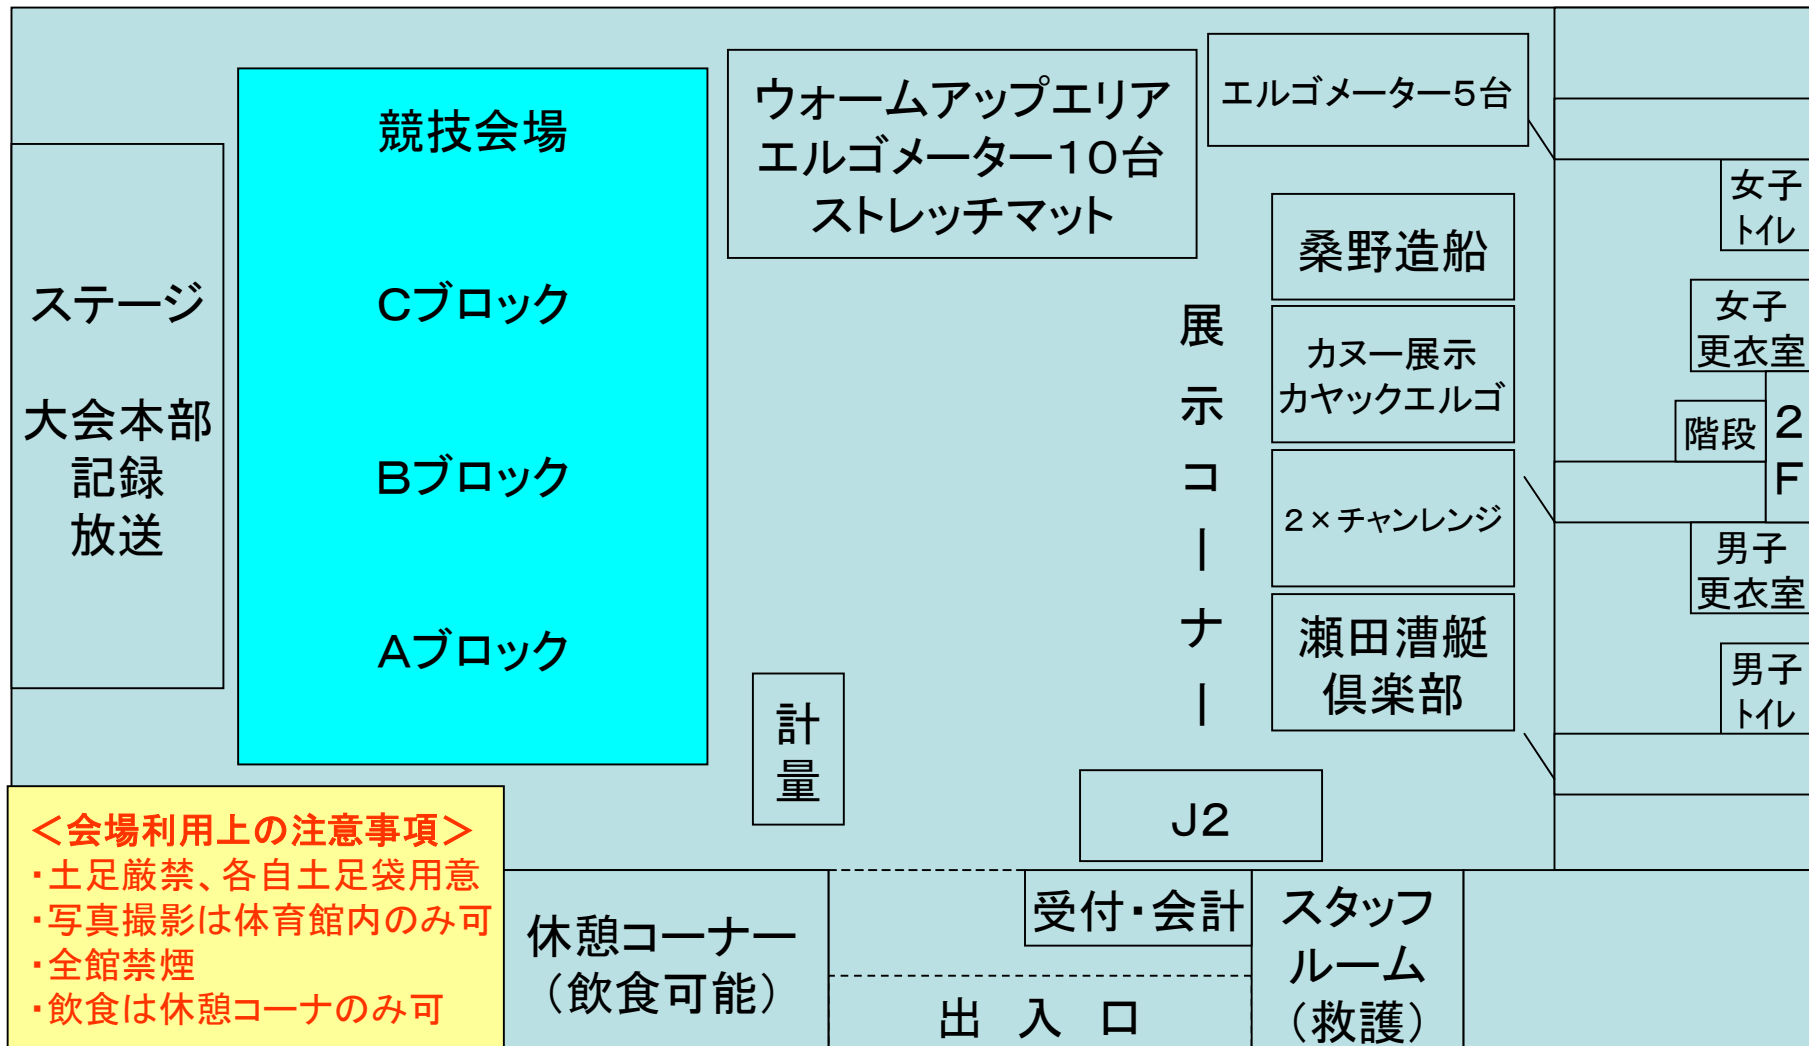 競技会場
Cブロック
Bブロック
Aブロック
ステージ
大会本部
記録
放送
ウォームアップエリア
エルゴメーター10台
ストレッチマット
エルゴメーター5台
展示コーナー
桑野造船
カヌー展示
カヤックエルゴ
2×チャンレンジ
瀬田漕艇
倶楽部
女子
トイレ
女子
更衣室
階段
2F
男子
更衣室
男子
トイレ
計量
J2
＜会場利用上の注意事項＞
・土足厳禁、各自土足袋用意
・写真撮影は体育館内のみ可
・全館禁煙
・飲食は休憩コーナのみ可
休憩コーナー
（飲食可能）
受付・会計
出 入 口
スタッフ
ルーム
（救護）